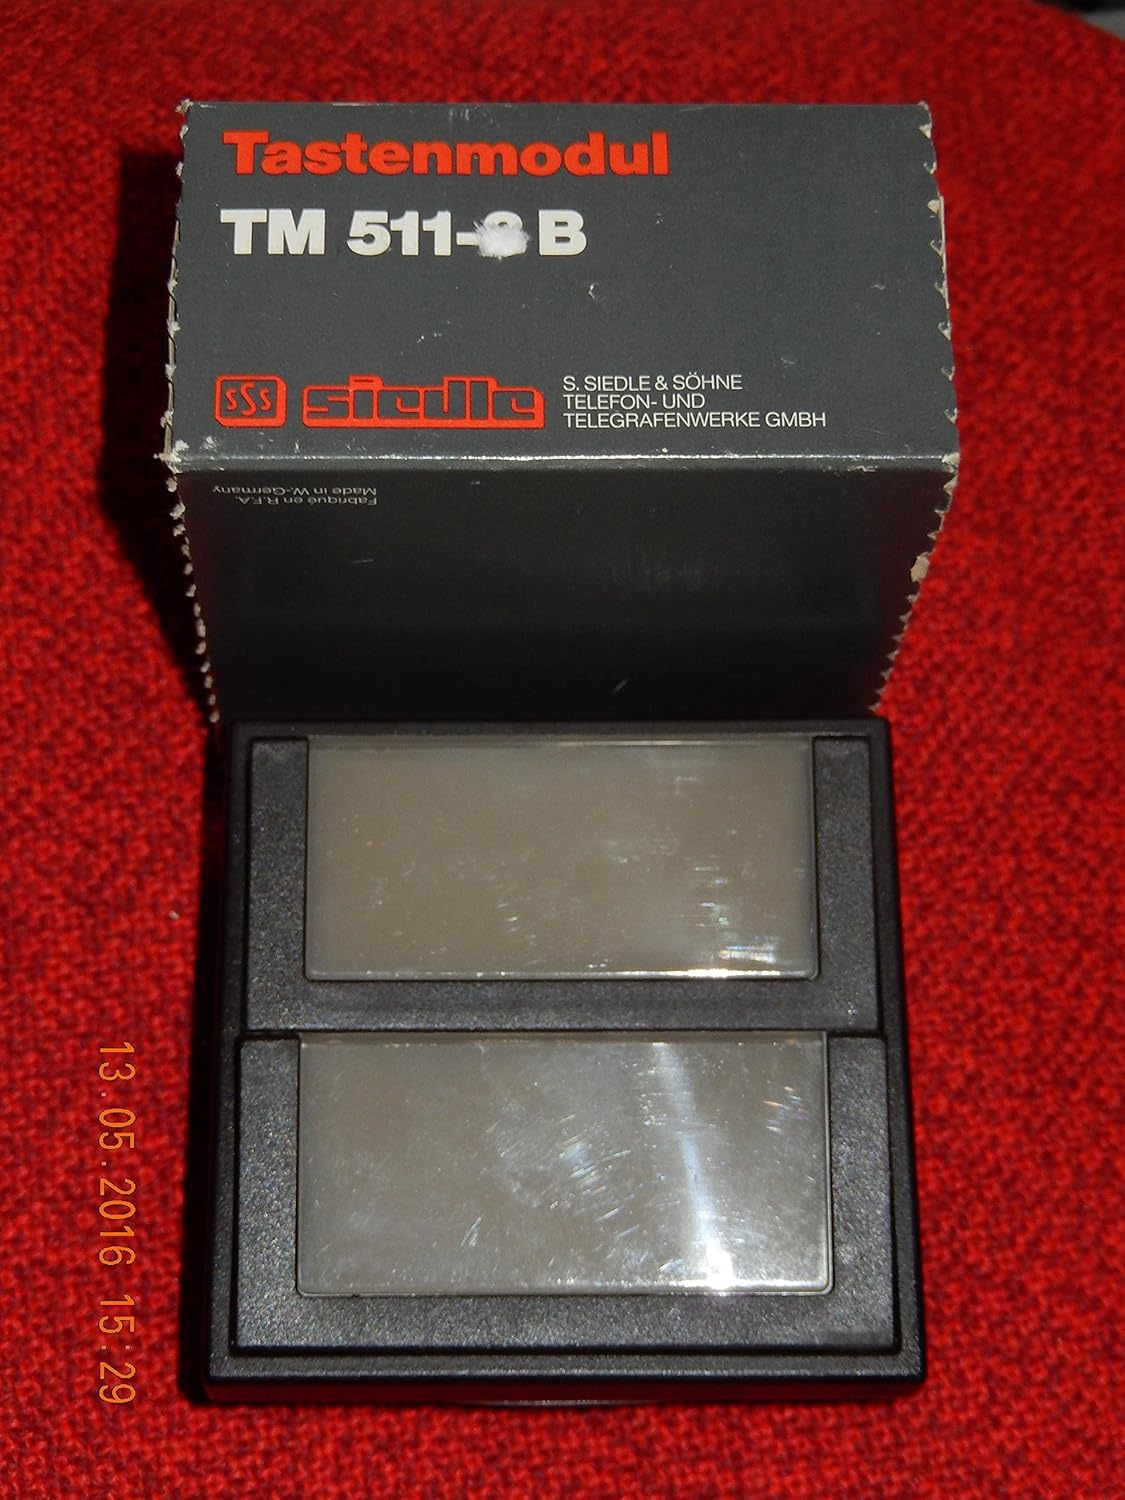 Tastenmodul
TM 511- B
sss siedle
S. SIEDLE & SÖHNE
TELEFON- UND
TELEGRAFENWERKE GMBH
Fabriqué en R.F.A.
Made in W.-Germany
13.05.2016 15:29